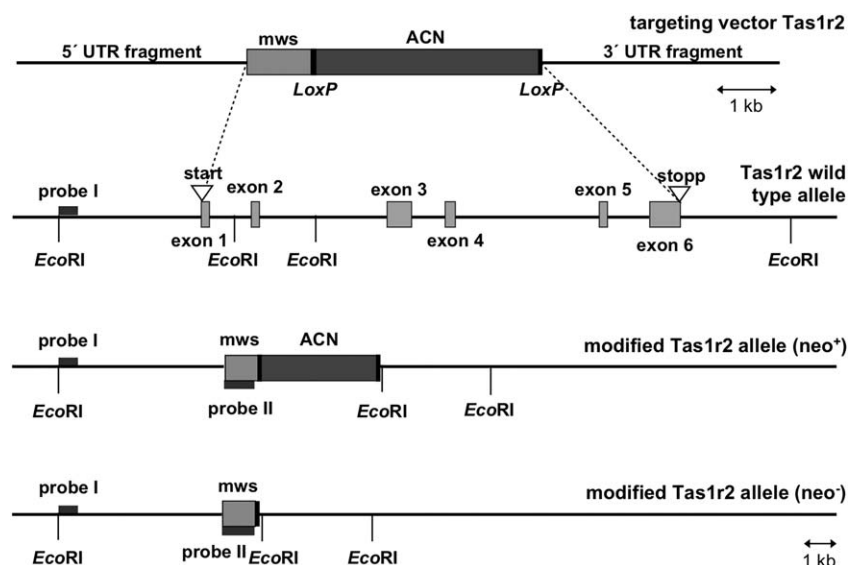 targeting vector Tas1r2
5´ UTR fragment
mws
ACN
3´ UTR fragment
LoxP
LoxP
1 kb
Tas1r2 wild
type allele
probe I
start
exon 2
exon 3
exon 5
stopp
exon 1
exon 4
exon 6
EcoRI
EcoRI
EcoRI
EcoRI
modified Tas1r2 allele (neo⁺)
probe I
mws
ACN
probe II
EcoRI
EcoRI
EcoRI
modified Tas1r2 allele (neo⁻)
probe I
mws
EcoRI
probe II
EcoRI
EcoRI
1 kb